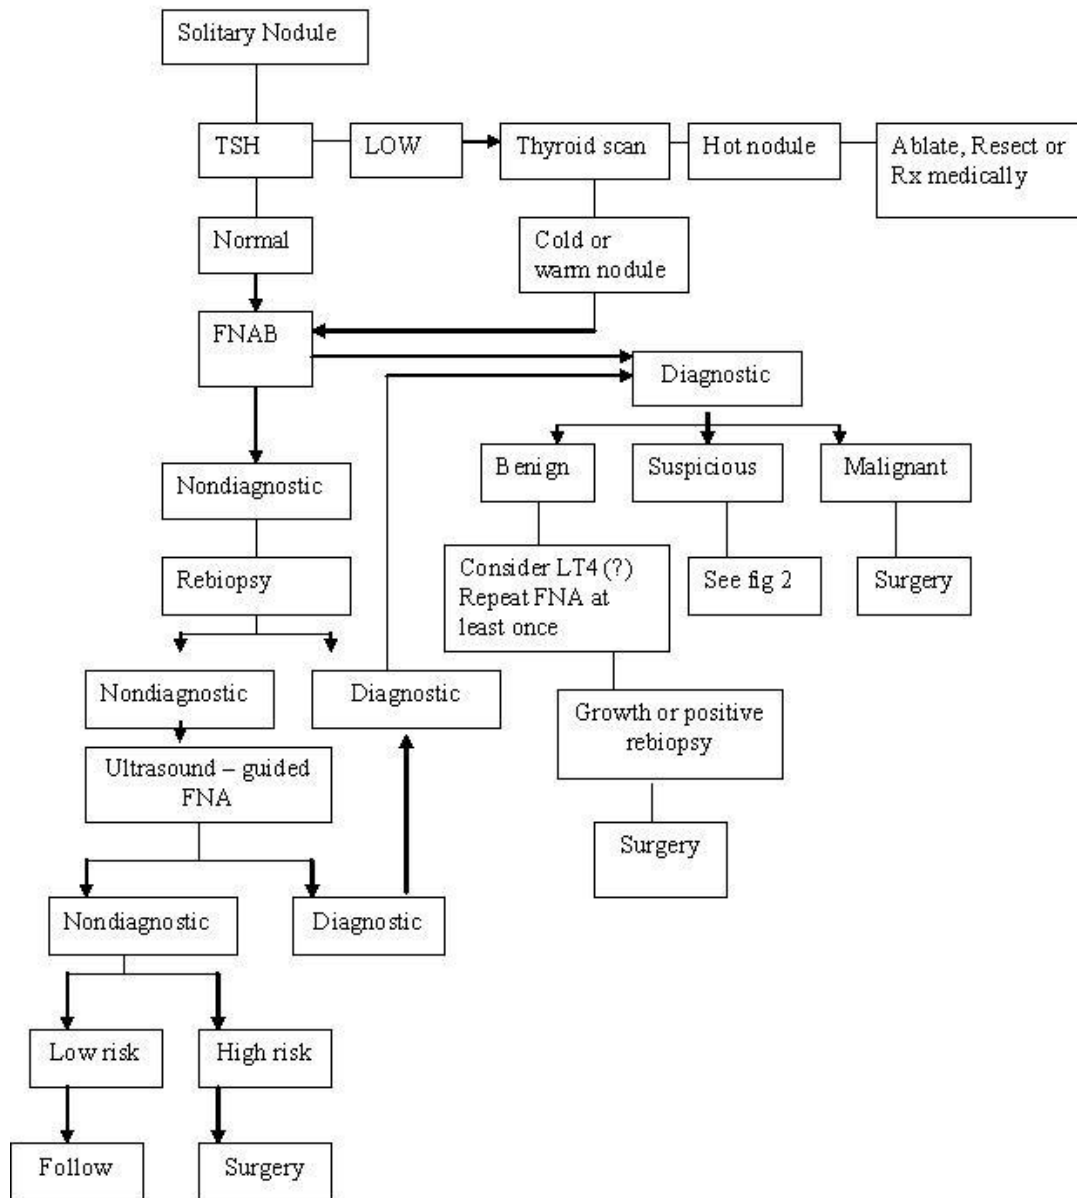 Solitary Nodule
TSH
LOW
Thyroid scan
Hot nodule
Ablate, Resect or
Rx medically
Normal
Cold or
warm nodule
FNAB
Diagnostic
Benign
Suspicious
Malignant
Nondiagnostic
Consider LT4 (?)
Repeat FNA at
least once
See fig 2
Surgery
Rebiopsy
Nondiagnostic
Diagnostic
Growth or positive
rebiopsy
Ultrasound – guided
FNA
Surgery
Nondiagnostic
Diagnostic
Low risk
High risk
Follow
Surgery